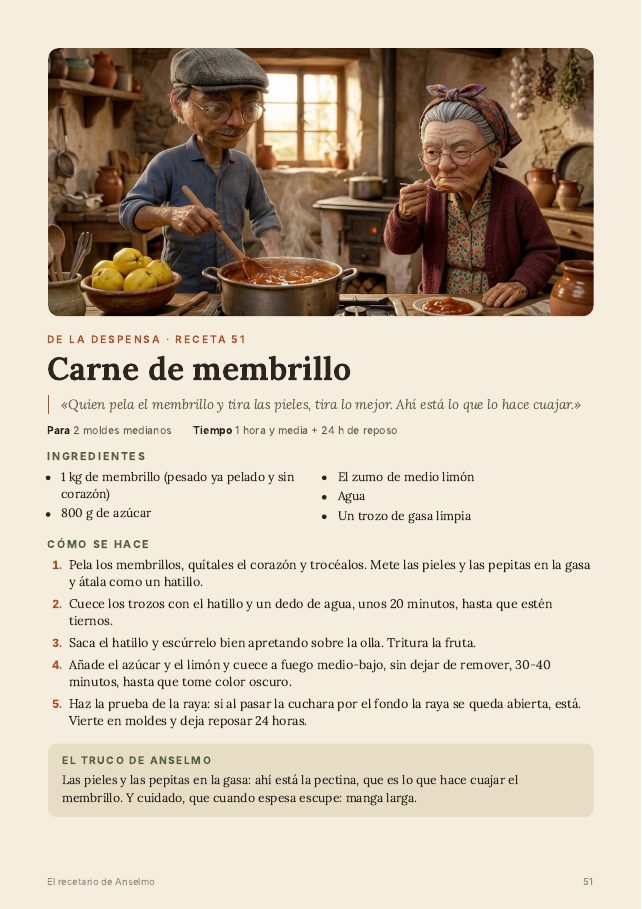 DE LA DESPENSA · RECETA 51
Carne de membrillo
«Quien pela el membrillo y tira las pieles, tira lo mejor. Ahí está lo que lo hace cuajar.»
Para 2 moldes medianos Tiempo 1 hora y media + 24 h de reposo
INGREDIENTES
• 1 kg de membrillo (pesado ya pelado y sin
corazón)
• 800 g de azúcar
• El zumo de medio limón
• Agua
• Un trozo de gasa limpia
CÓMO SE HACE
1. Pela los membrillos, quítales el corazón y trocéalos. Mete las pieles y las pepitas en la gasa
y átala como un hatillo.
2. Cuece los trozos con el hatillo y un dedo de agua, unos 20 minutos, hasta que estén
tiernos.
3. Saca el hatillo y escúrrelo bien apretando sobre la olla. Tritura la fruta.
4. Añade el azúcar y el limón y cuece a fuego medio-bajo, sin dejar de remover, 30-40
minutos, hasta que tome color oscuro.
5. Haz la prueba de la raya: si al pasar la cuchara por el fondo la raya se queda abierta, está.
Vierte en moldes y deja reposar 24 horas.
EL TRUCO DE ANSELMO
Las pieles y las pepitas en la gasa: ahí está la pectina, que es lo que hace cuajar el
membrillo. Y cuidado, que cuando espesa escupe: manga larga.
El recetario de Anselmo
51